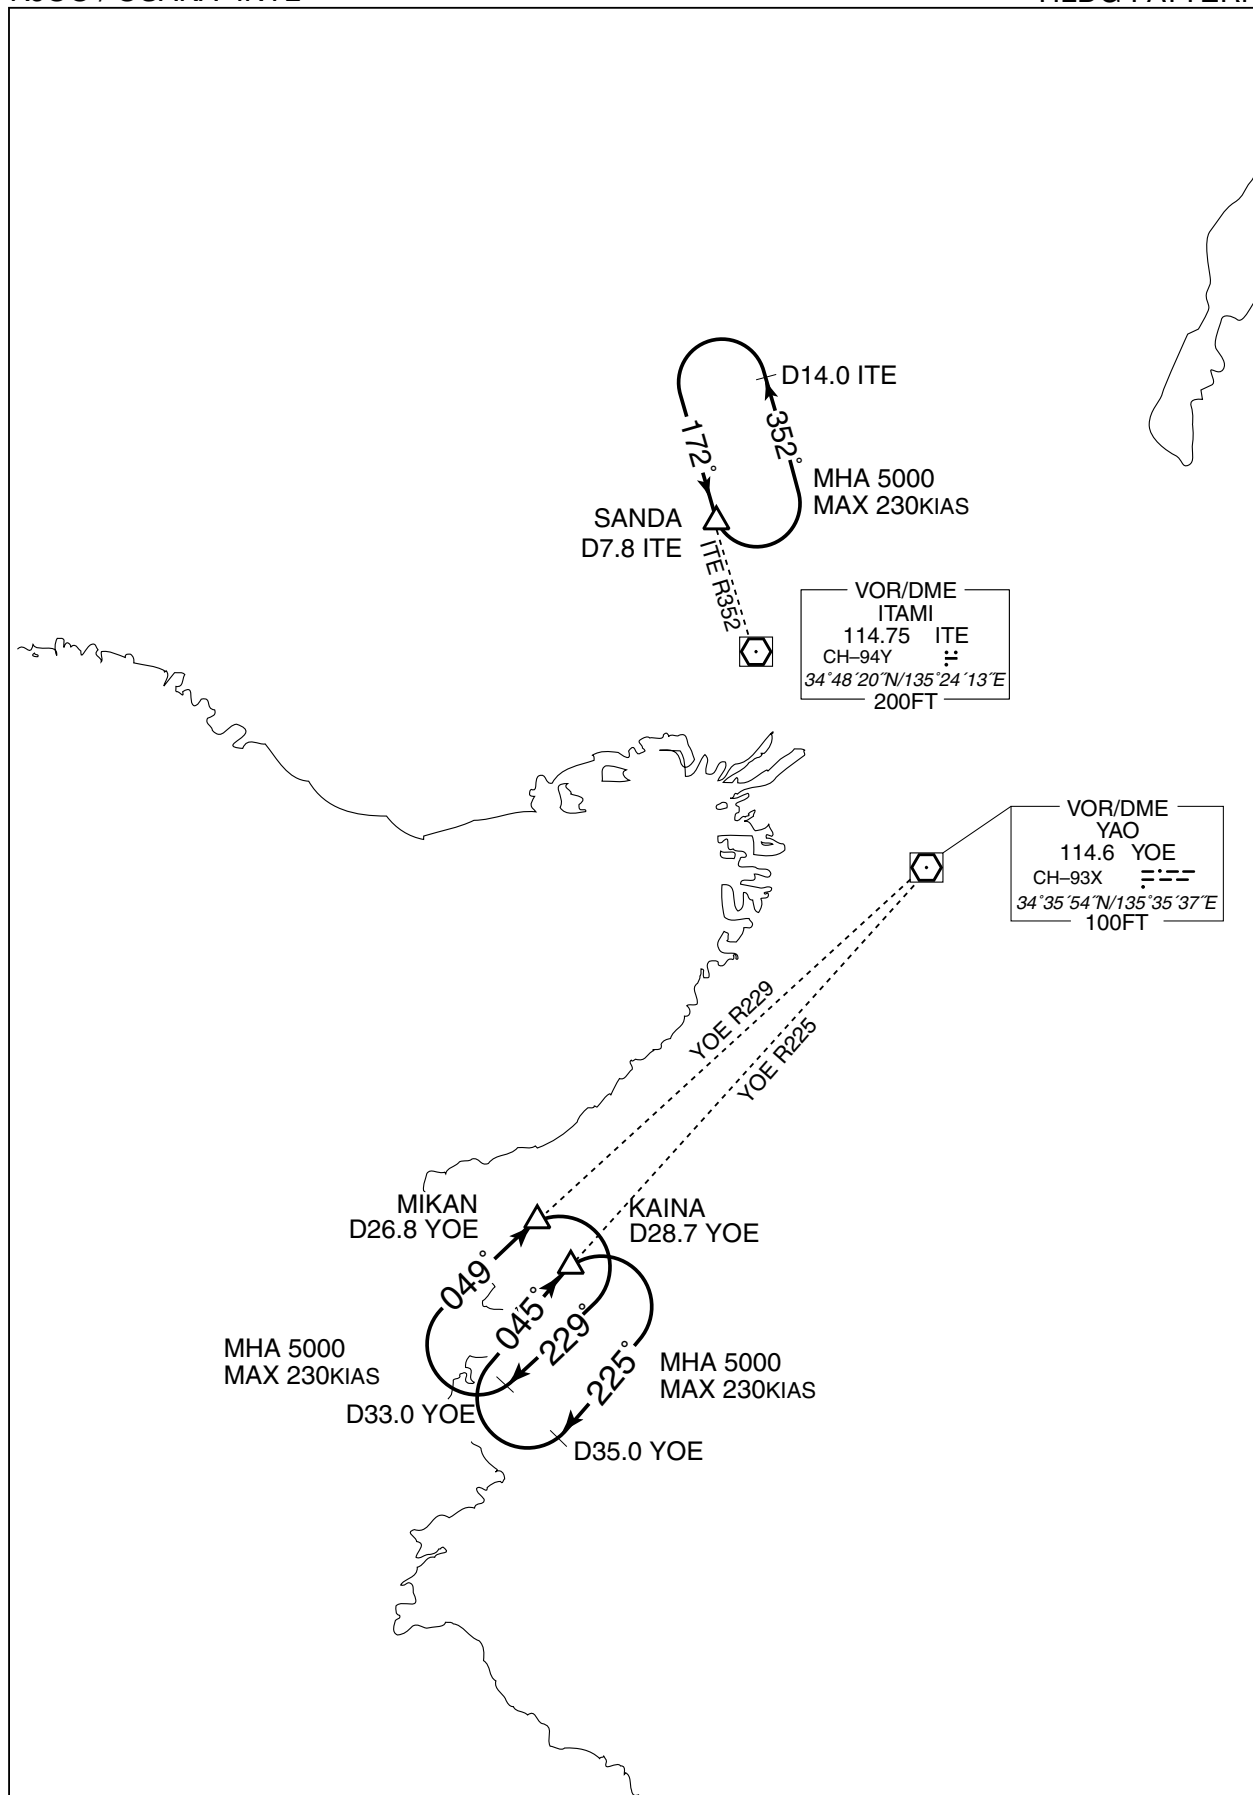 D14.0 ITE
172°
352°
MHA 5000
MAX 230KIAS
SANDA
D7.8 ITE
ITE R352
VOR/DME
ITAMI
114.75 ITE
CH–94Y
34°48´20˝N/135°24´13˝E
200FT
VOR/DME
YAO
114.6 YOE
CH–93X
34°35´54˝N/135°35´37˝E
100FT
YOE R229
YOE R225
MIKAN
D26.8 YOE
KAINA
D28.7 YOE
049°
045°
229°
225°
MHA 5000
MAX 230KIAS
MHA 5000
MAX 230KIAS
D33.0 YOE
D35.0 YOE